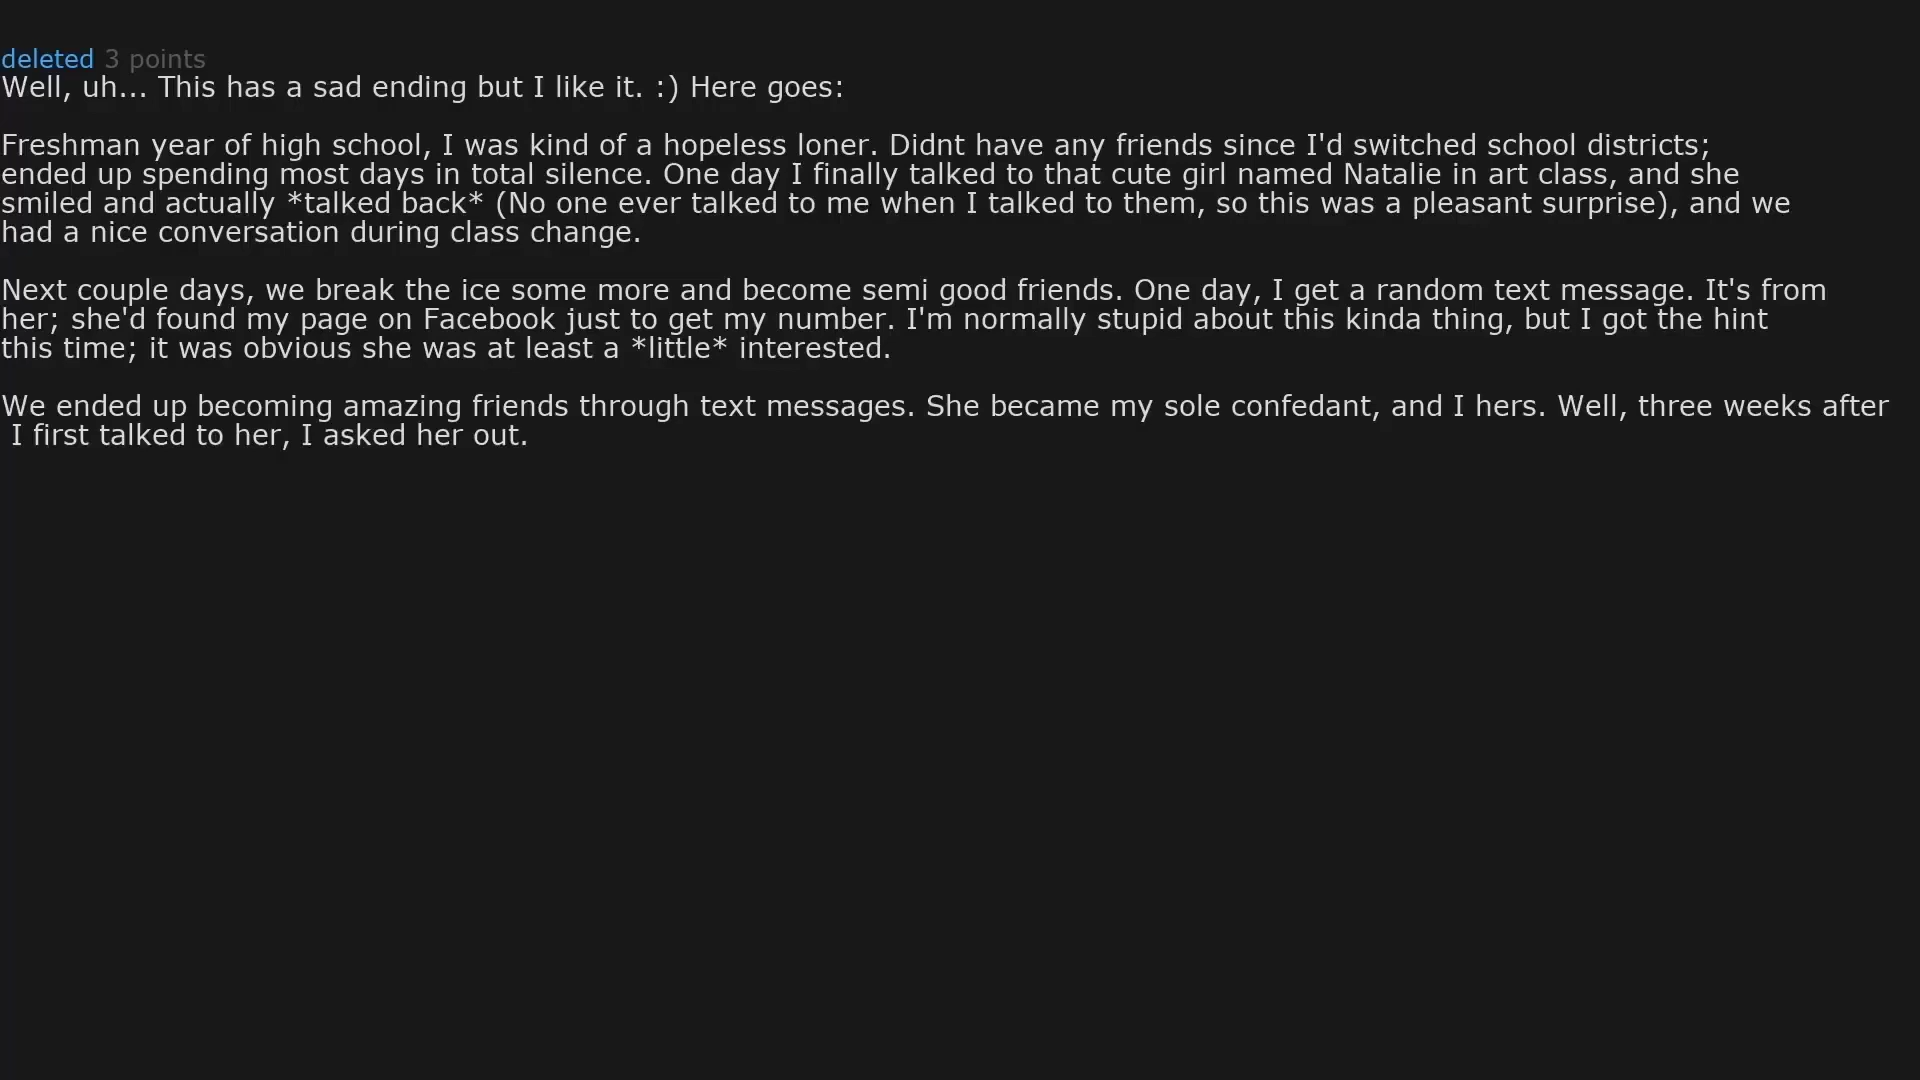 deleted 3 points
Well, uh... This has a sad ending but I like it. :) Here goes:
Freshman year of high school, I was kind of a hopeless loner. Didnt have any friends since I'd switched school districts;
ended up spending most days in total silence. One day I finally talked to that cute girl named Natalie in art class, and she
smiled and actually *talked back* (No one ever talked to me when I talked to them, so this was a pleasant surprise), and we
had a nice conversation during class change.
Next couple days, we break the ice some more and become semi good friends. One day, I get a random text message. It's from
her; she'd found my page on Facebook just to get my number. I'm normally stupid about this kinda thing, but I got the hint
this time; it was obvious she was at least a *little* interested.
We ended up becoming amazing friends through text messages. She became my sole confedant, and I hers. Well, three weeks after
I first talked to her, I asked her out.